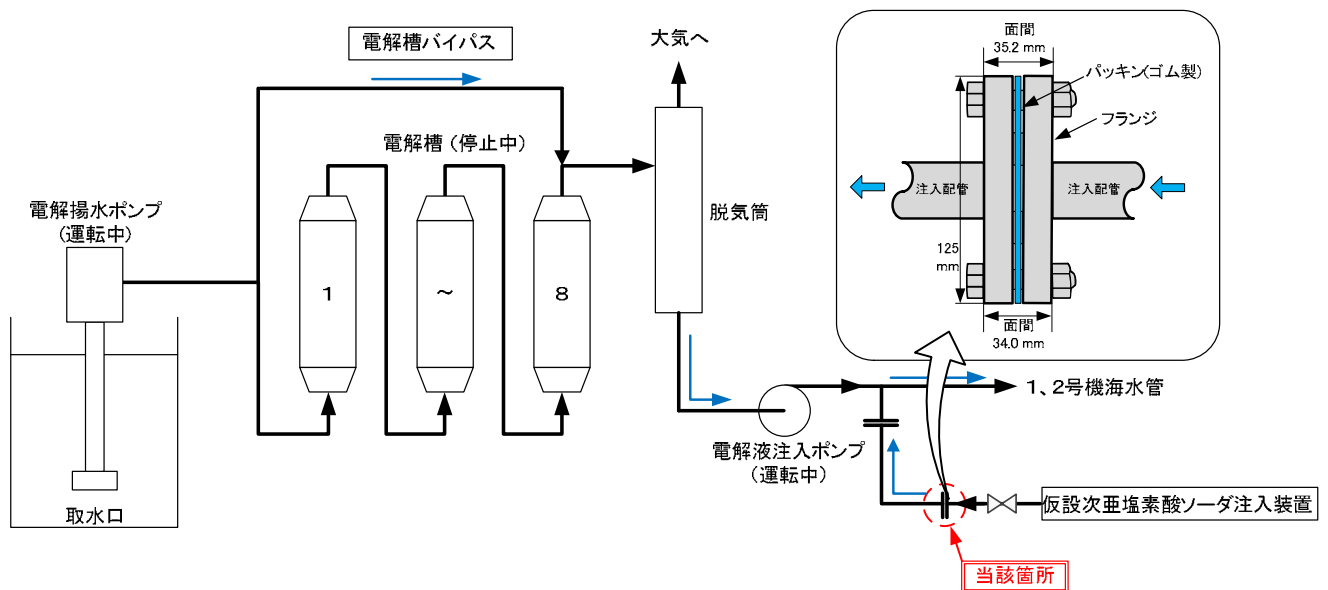 電解槽バイパス
大気へ
面間
35.2 mm
パッキン(ゴム製)
フランジ
電解槽 (停止中)
注入配管
注入配管
電解揚水ポンプ
(運転中)
脱気筒
125
mm
1
~
8
面間
34.0 mm
1、2号機海水管
電解液注入ポンプ
(運転中)
仮設次亜塩素酸ソーダ注入装置
取水口
当該箇所